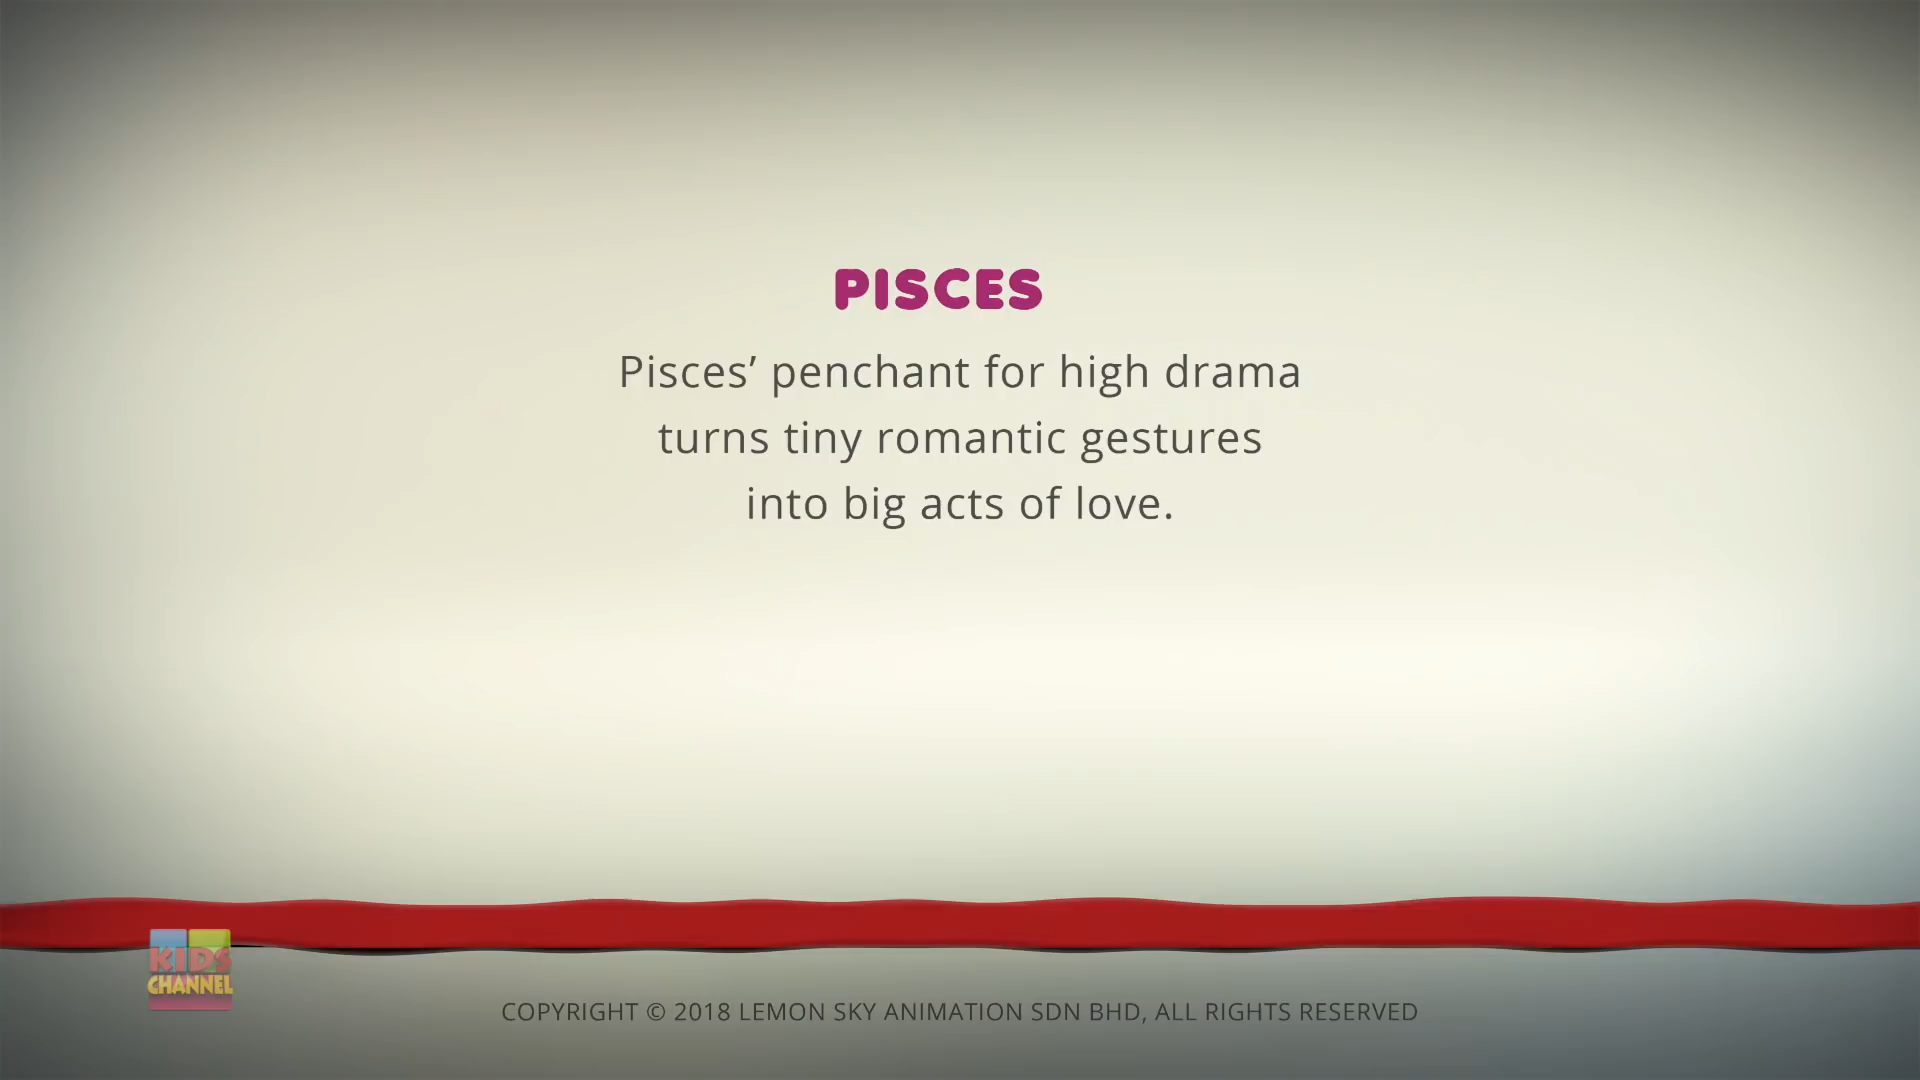 PISCES
Pisces’ penchant for high drama
turns tiny romantic gestures
into big acts of love.
KIDS
CHANNEL
COPYRIGHT © 2018 LEMON SKY ANIMATION SDN BHD, ALL RIGHTS RESERVED